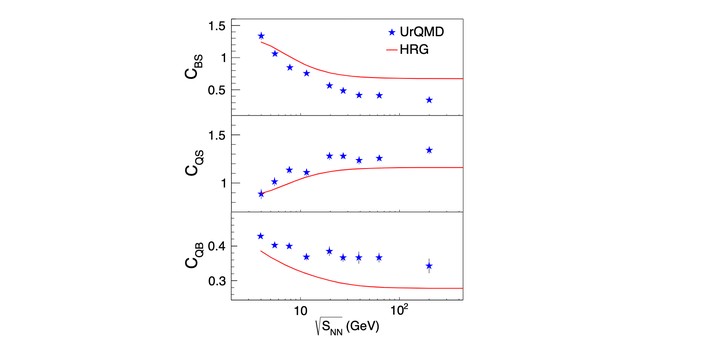 1.5
1
0.5
C_BS
UrQMD
HRG
1.5
1
C_QS
0.4
0.3
C_QB
10
10²
√S_NN (GeV)